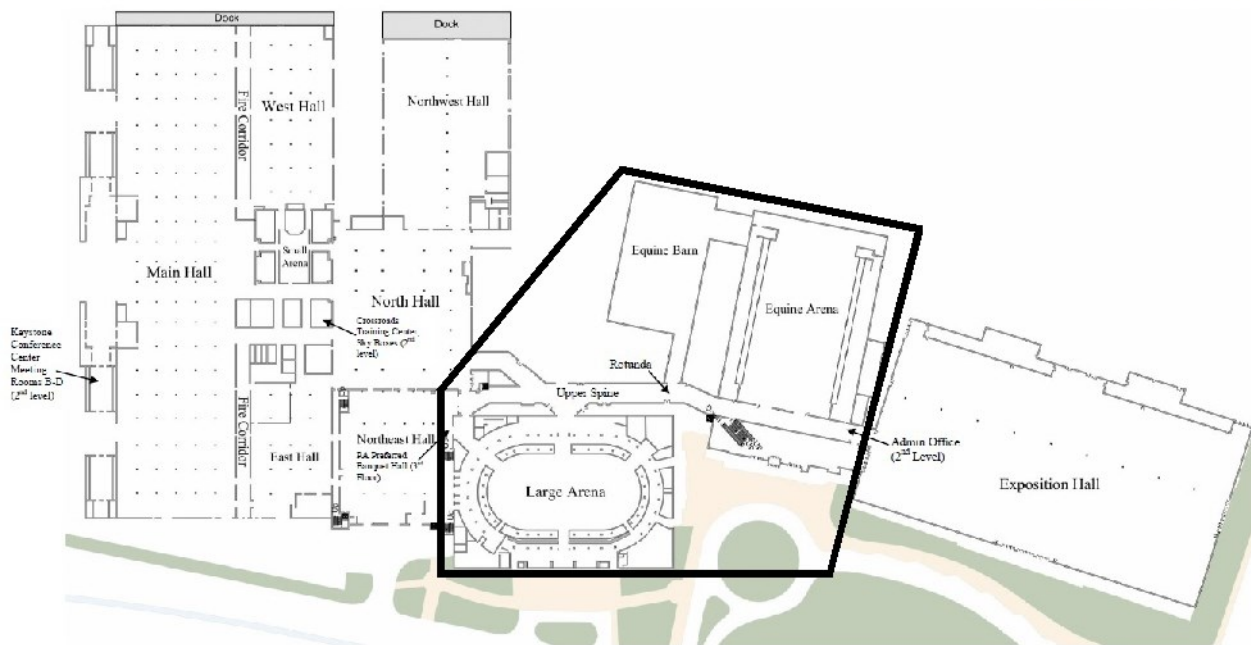 Dock
Dock
Fire Corridor
West Hall
Northwest Hall
Main Hall
Small
Arena
North Hall
Equine Barn
Equine Arena
Keystone
Conference
Center
Meeting
Rooms B-D
(2nd level)
Crossroads
Training Center
Sky Boxes (2nd
level)
Rotunda
Upper Spine
Fire Corridor
East Hall
Northeast Hall
PA Preferred
Banquet Hall (3rd
Floor)
Large Arena
Admin Office
(2nd Level)
Exposition Hall